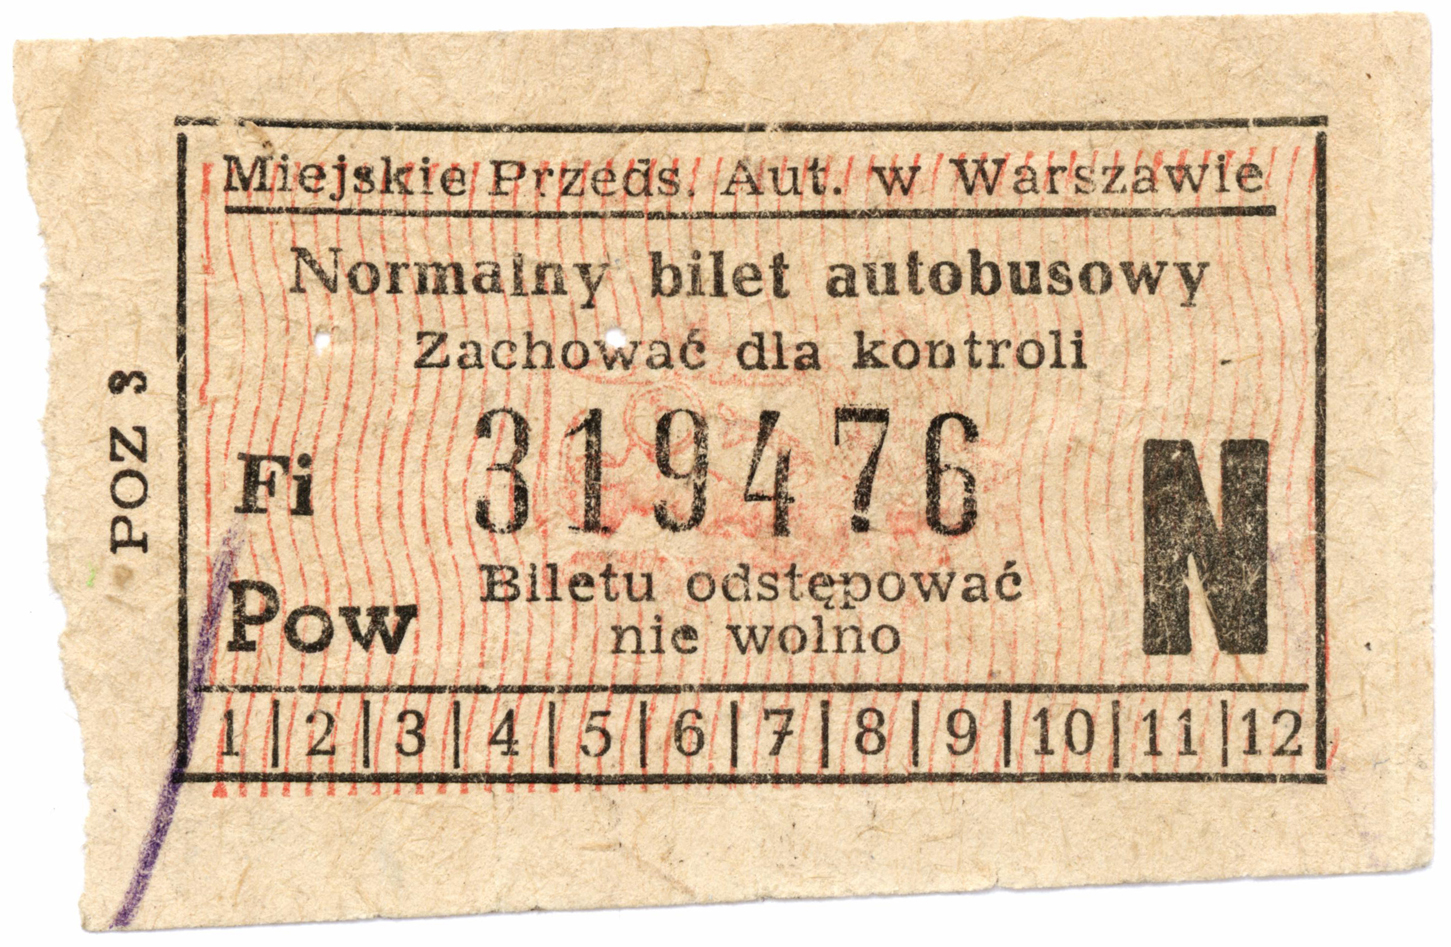 Miejskie Przeds. Aut. w Warszawie
Normalny bilet autobusowy
Zachować dla kontroli
319476
Fi
N
Biletu odstępować
Pow
nie wolno
1|2|3|4|5|6|7|8|9|10|11|12
POZ 3